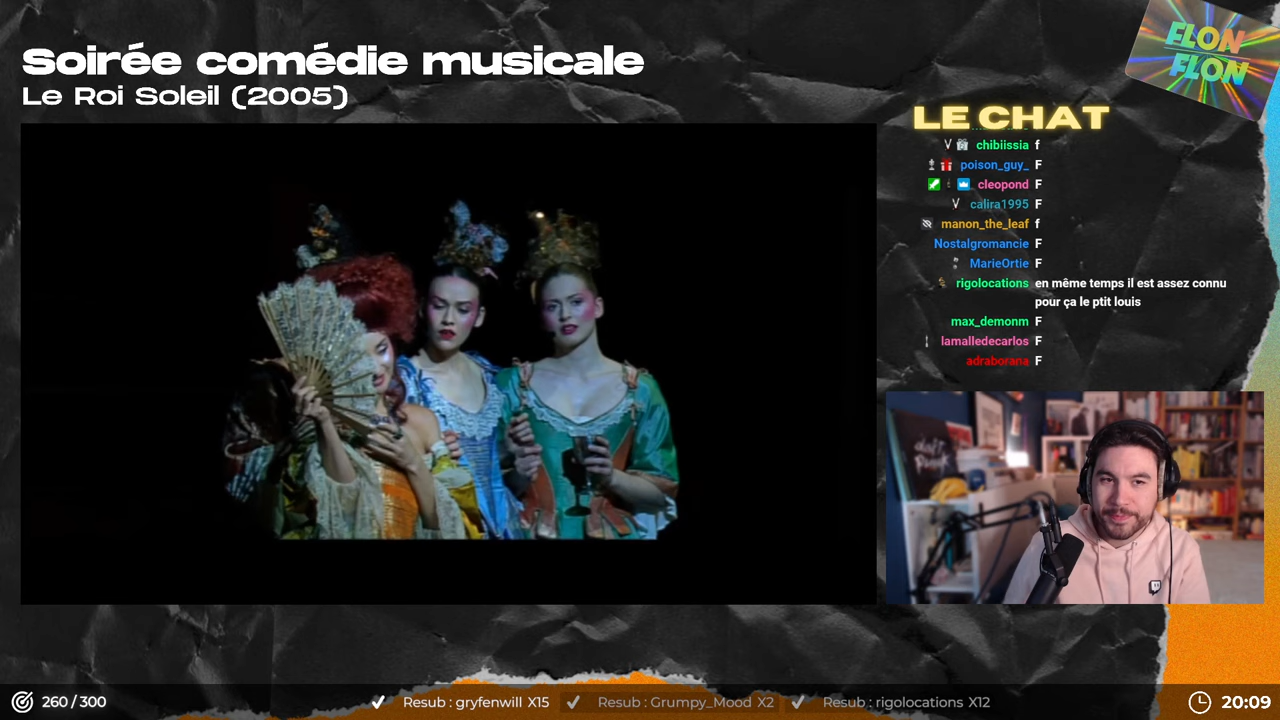 Soirée comédie musicale
Le Roi Soleil (2005)
FLON
FLON
LE CHAT
chibiissia f
poison_guy_ F
cleopond F
calira1995 F
manon_the_leaf f
Nostalgromancie F
MarieOrtie F
rigolocations en même temps il est assez connu
pour ça le ptit louis
max_demonm F
lamalledecarlos F
adraborana F
daft
punk
260 / 300
Resub : gryfenwill X15
Resub : Grumpy_Mood X2
Resub : rigolocations X12
20:09